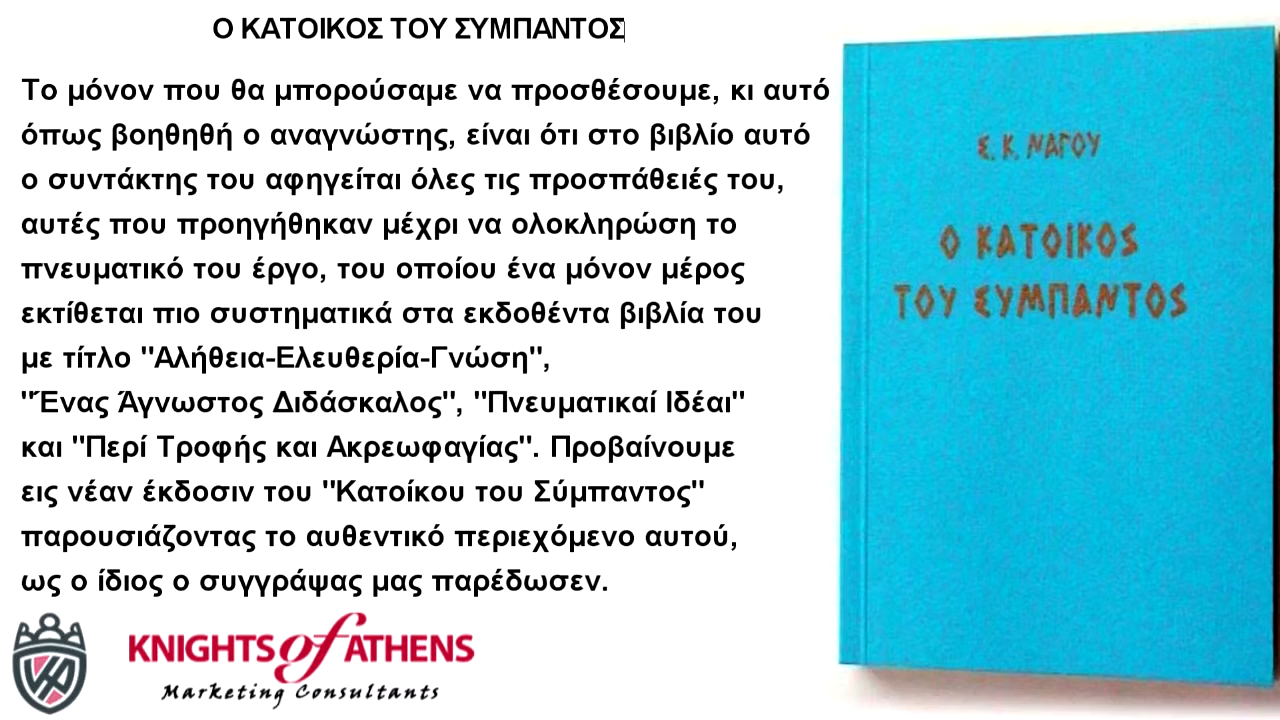 Ο ΚΑΤΟΙΚΟΣ ΤΟΥ ΣΥΜΠΑΝΤΟΣ
Το μόνον που θα μπορούσαμε να προσθέσουμε, κι αυτό
όπως βοηθηθή ο αναγνώστης, είναι ότι στο βιβλίο αυτό
ο συντάκτης του αφηγείται όλες τις προσπάθειές του,
αυτές που προηγήθηκαν μέχρι να ολοκληρώση το
πνευματικό του έργο, του οποίου ένα μόνον μέρος
εκτίθεται πιο συστηματικά στα εκδοθέντα βιβλία του
με τίτλο "Αλήθεια-Ελευθερία-Γνώση",
"Ένας Άγνωστος Διδάσκαλος", "Πνευματικαί Ιδέαι"
και "Περί Τροφής και Ακρεωφαγίας". Προβαίνουμε
εις νέαν έκδοσιν του "Κατοίκου του Σύμπαντος"
παρουσιάζοντας το αυθεντικό περιεχόμενο αυτού,
ως ο ίδιος ο συγγράψας μας παρέδωσεν.
KNIGHTS of ATHENS
Marketing Consultants
Σ. Κ. ΝΑΓΟΥ
Ο ΚΑΤΟΙΚΟΣ
ΤΟΥ ΣΥΜΠΑΝΤΟΣ